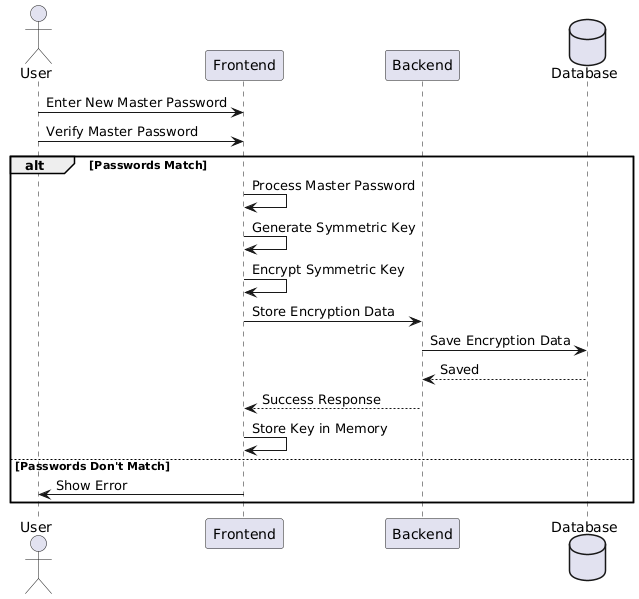 User
Frontend
Backend
Database
Enter New Master Password
Verify Master Password
alt [Passwords Match]
Process Master Password
Generate Symmetric Key
Encrypt Symmetric Key
Store Encryption Data
Save Encryption Data
Saved
Success Response
Store Key in Memory
[Passwords Don't Match]
Show Error
User
Frontend
Backend
Database